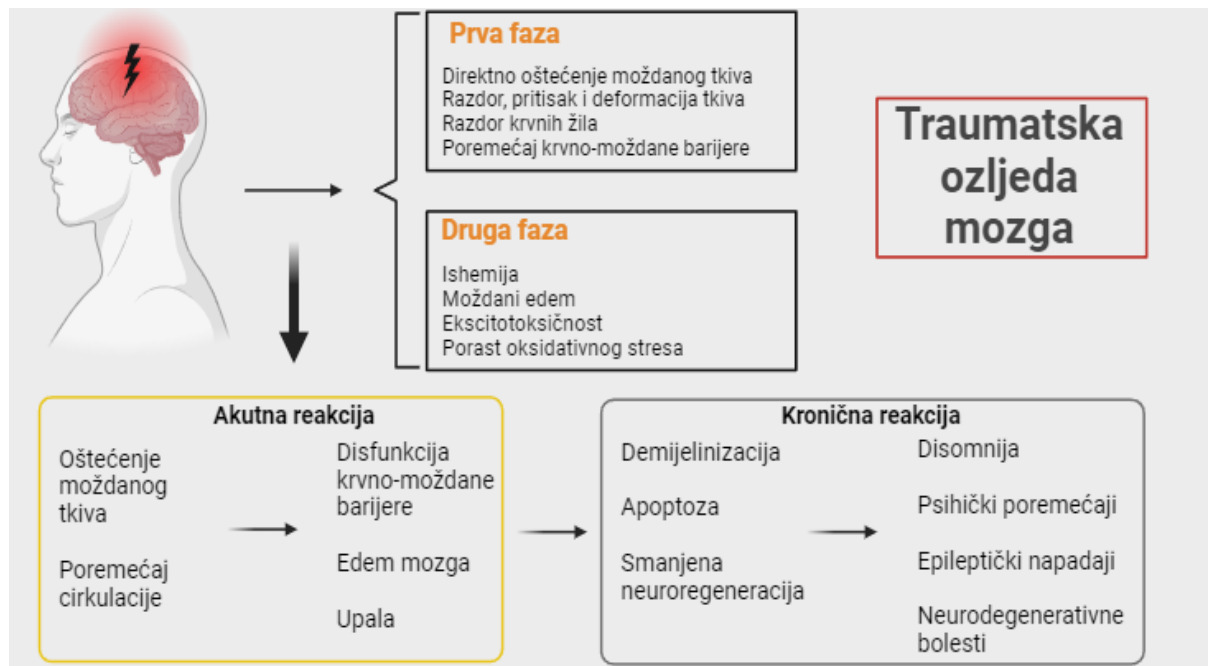 Prva faza
Direktno oštećenje moždanog tkiva
Razdor, pritisak i deformacija tkiva
Razdor krvnih žila
Poremećaj krvno-moždane barijere
Traumatska
ozljeda
mozga
Druga faza
Ishemija
Moždani edem
Ekscitotoksičnost
Porast oksidativnog stresa
Akutna reakcija
Oštećenje
moždanog
tkiva
Poremećaj
cirkulacije
Disfunkcija
krvno-moždane
barijere
Edem mozga
Upala
Kronična reakcija
Demijelinizacija
Apoptoza
Smanjena
neuroregeneracija
Disomnija
Psihički poremećaji
Epileptički napadaji
Neurodegenerativne
bolesti